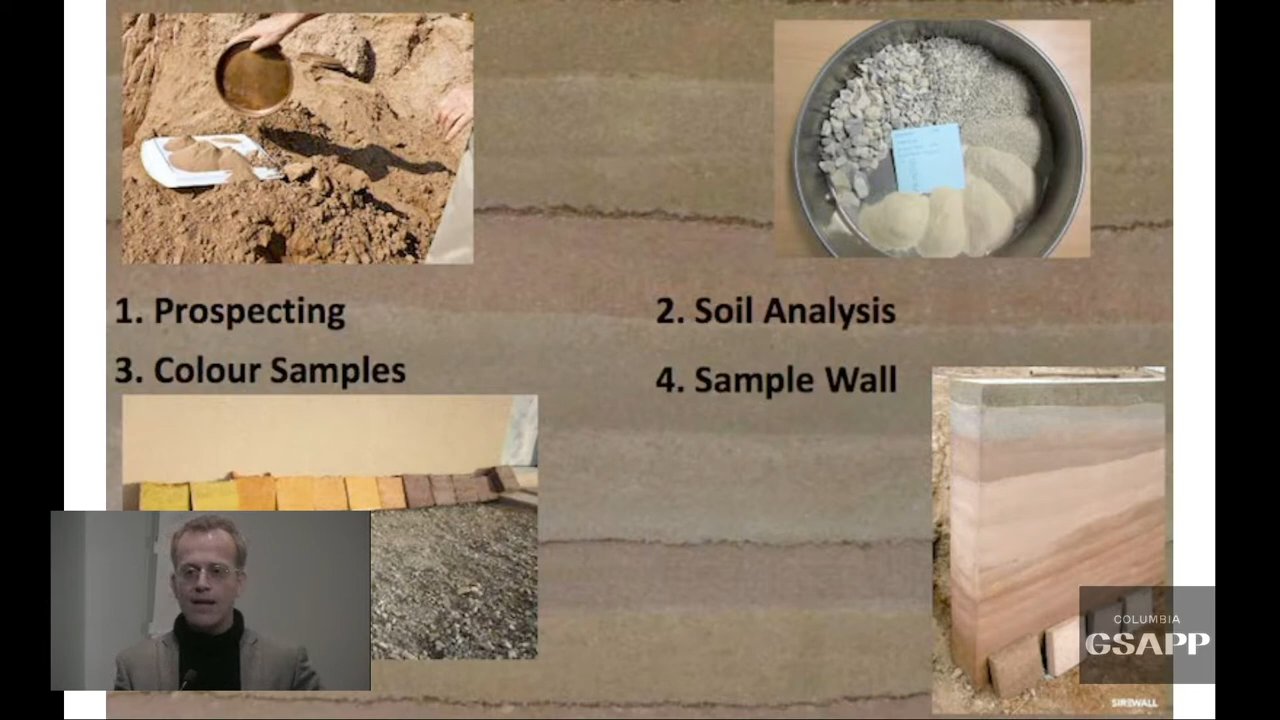 1. Prospecting
2. Soil Analysis
3. Colour Samples
4. Sample Wall
COLUMBIA
GSAPP
SIREWALL